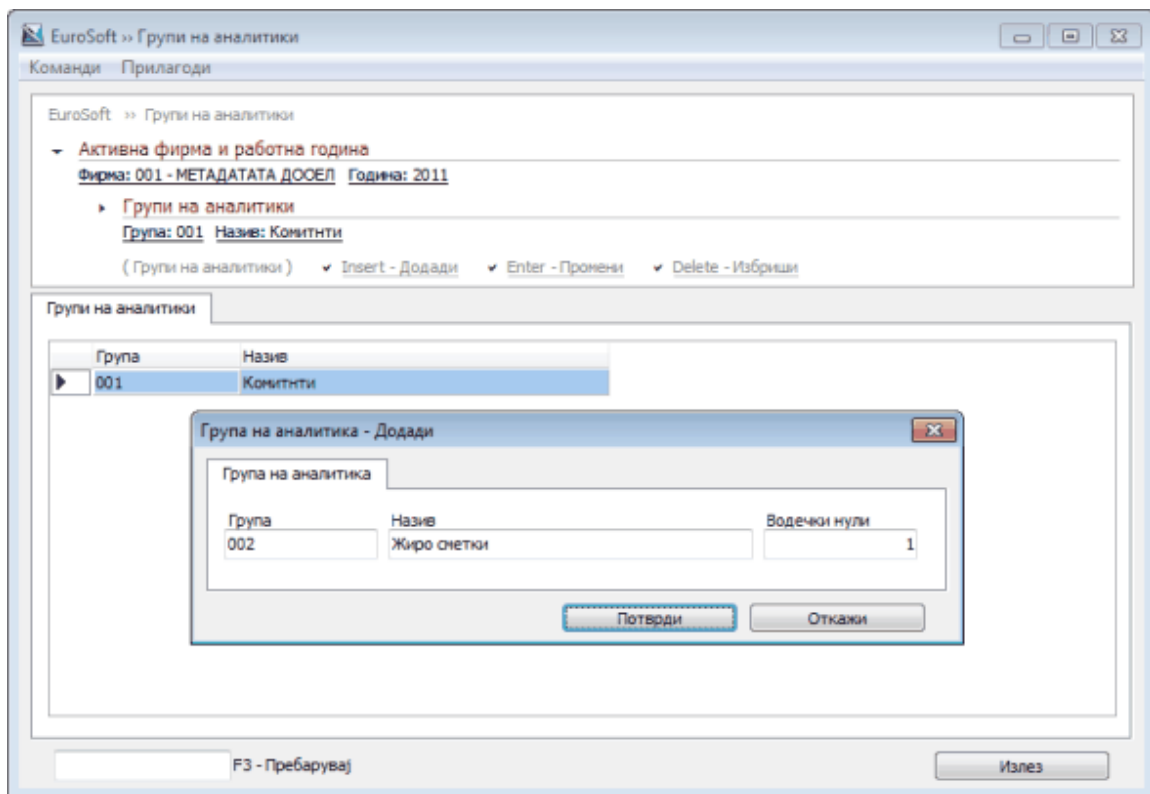 EuroSoft » Групи на аналитики
Команди Прилагоди
EuroSoft » Групи на аналитики
Активна фирма и работна година
Фирма: 001 - МЕТАДАТАТА ДООЕЛ Година: 2011
Групи на аналитики
Група: 001 Назив: Комитнти
( Групи на аналитики ) Insert - Додади Enter - Промени Delete - Избриши
Групи на аналитики
Група Назив
001 Комитнти
Група на аналитика - Додади
Група на аналитика
Група Назив Водечки нули
002 Жиро сметки 1
Потврди Откажи
F3 - Пребарувај Излез